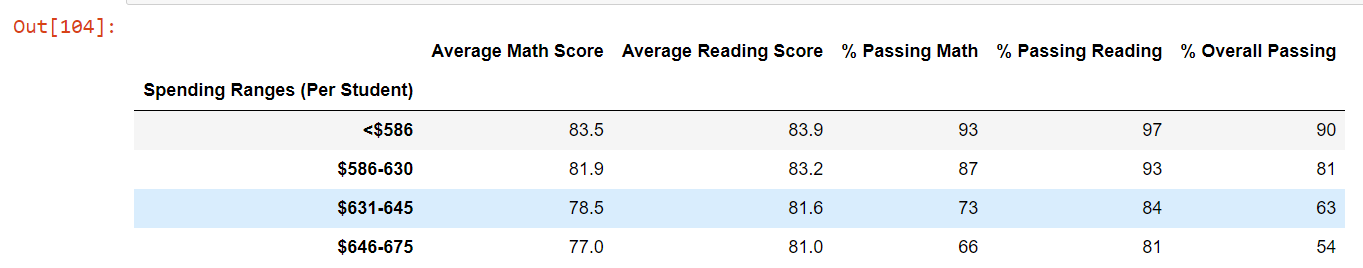 Out[104]:
Average Math Score Average Reading Score % Passing Math % Passing Reading % Overall Passing
Spending Ranges (Per Student)
<$586 83.5 83.9 93 97 90
$586-630 81.9 83.2 87 93 81
$631-645 78.5 81.6 73 84 63
$646-675 77.0 81.0 66 81 54